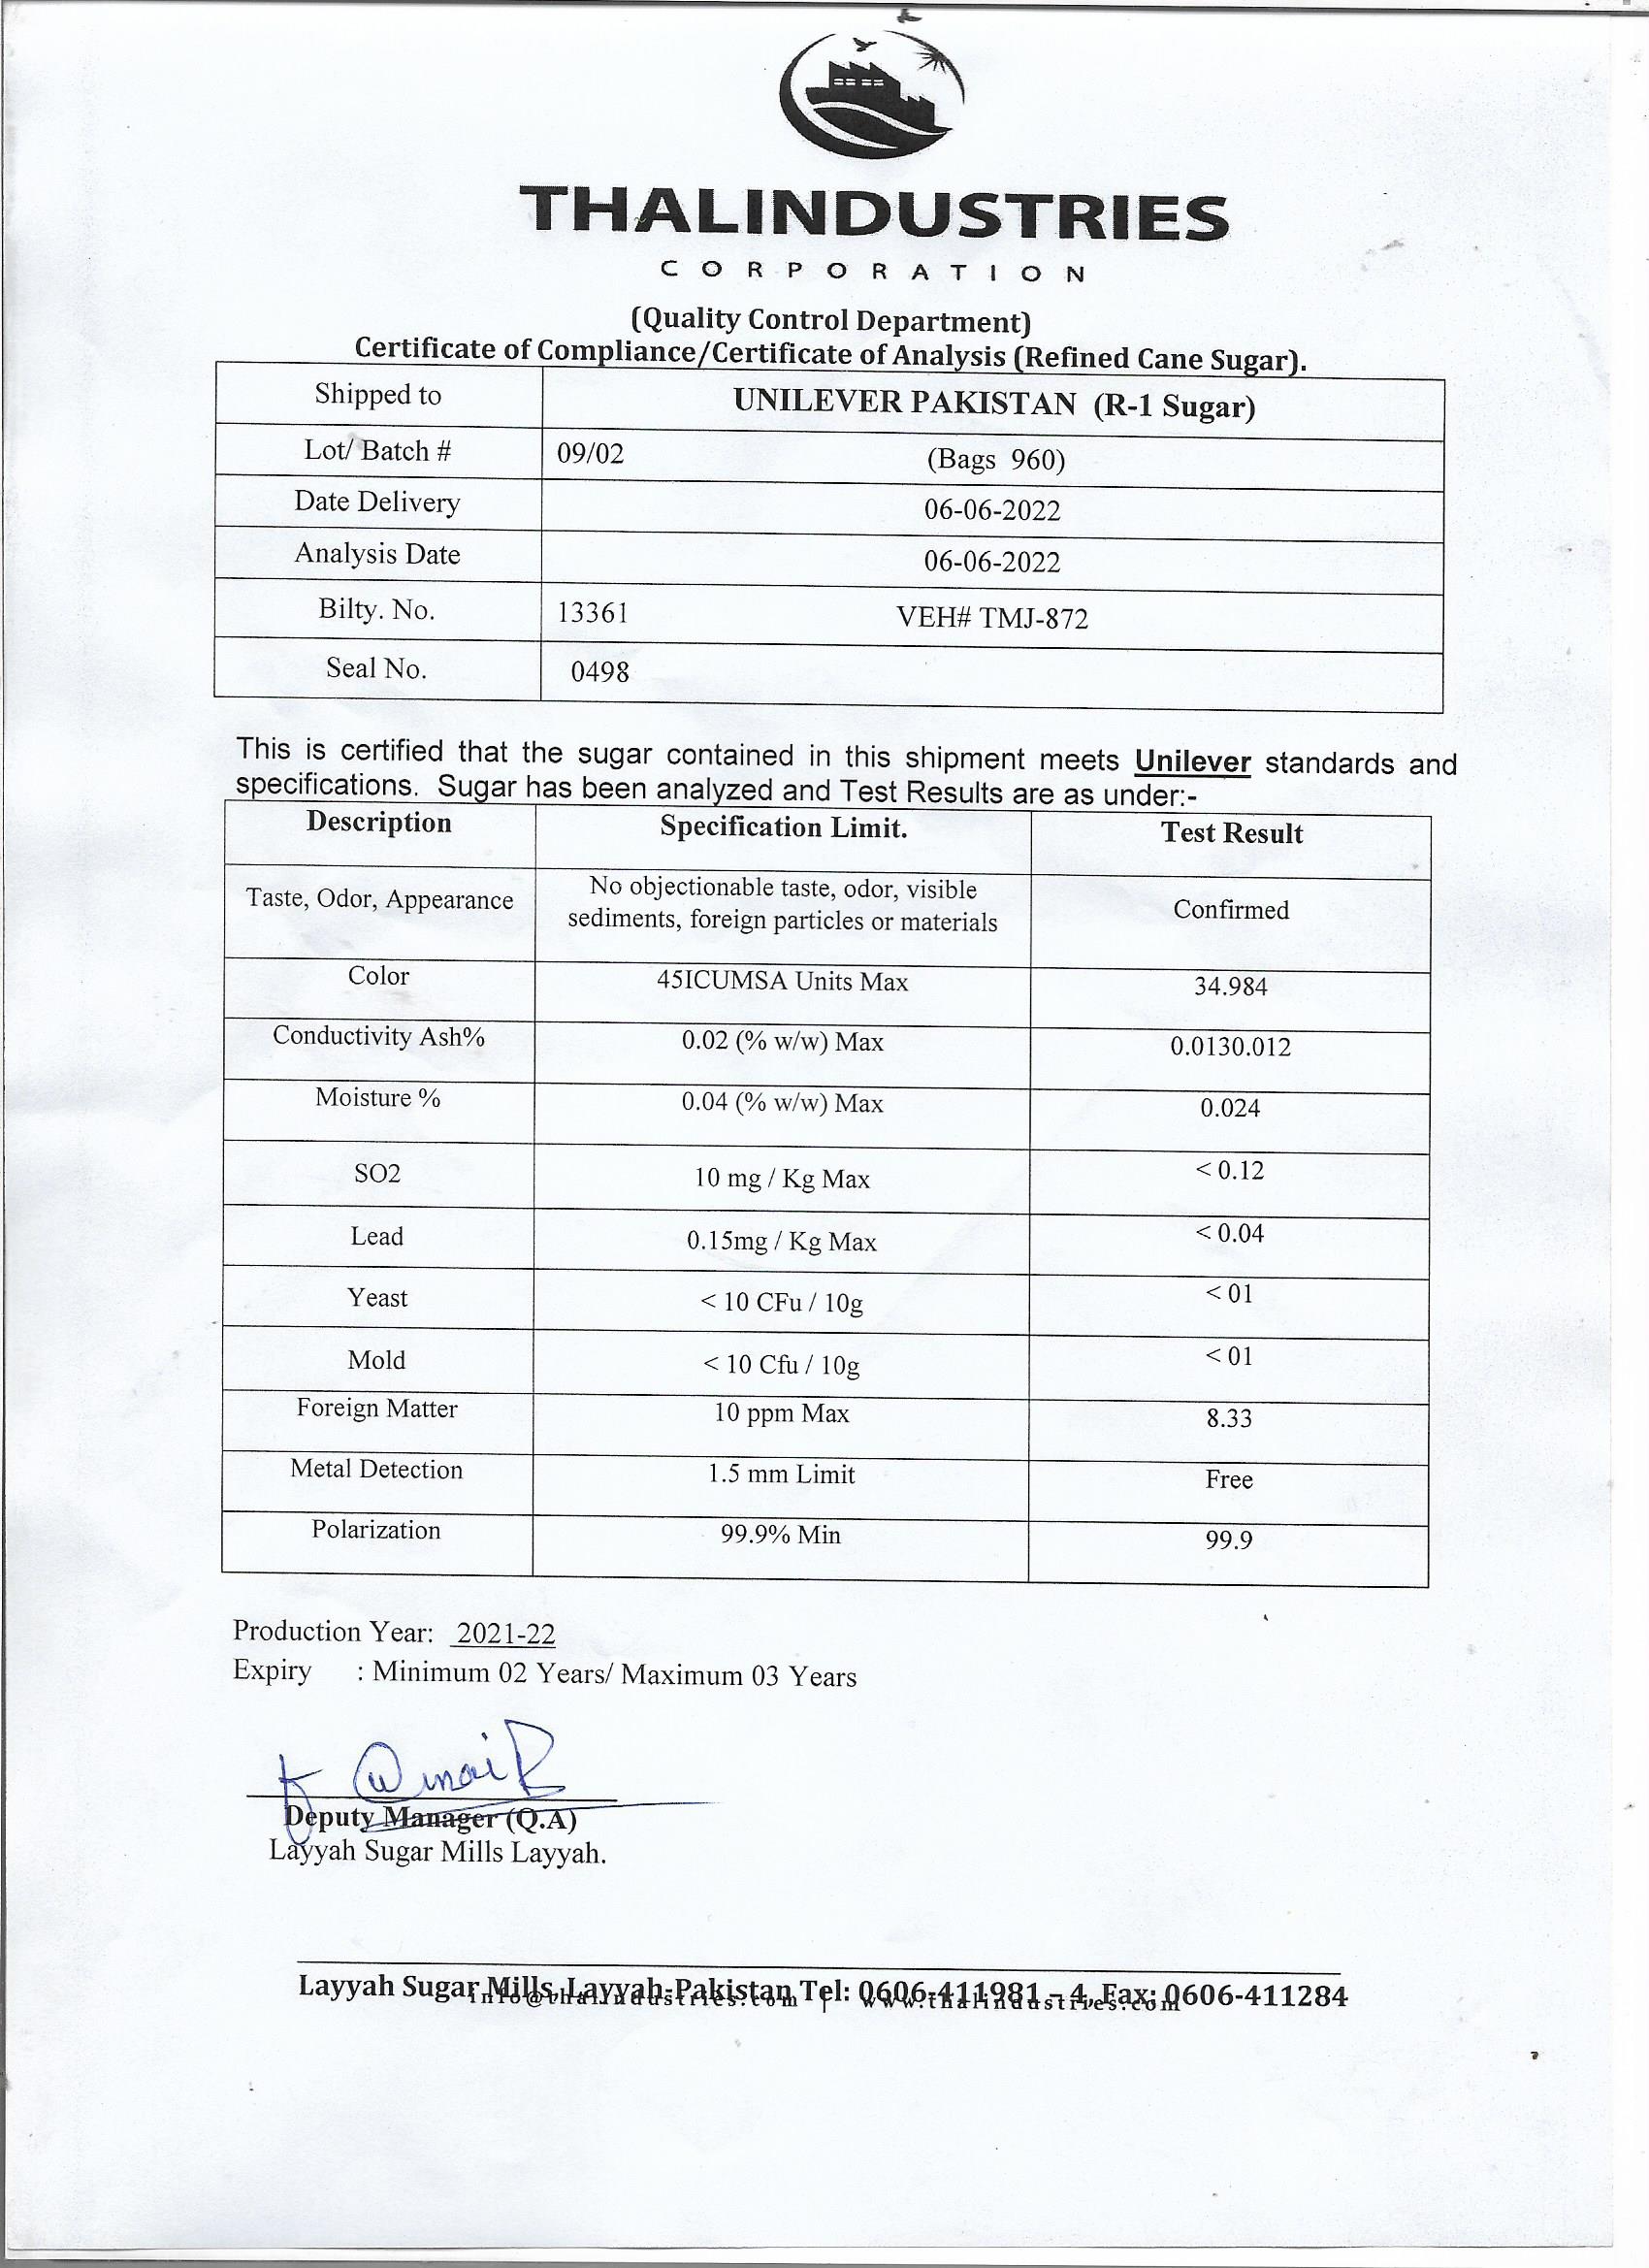 THALINDUSTRIES
CORPORATION
(Quality Control Department)
Certificate of Compliance/Certificate of Analysis (Refined Cane Sugar).
Shipped to UNILEVER PAKISTAN (R-1 Sugar)
Lot/ Batch # 09/02 (Bags 960)
Date Delivery 06-06-2022
Analysis Date 06-06-2022
Bilty. No. 13361 VEH# TMJ-872
Seal No. 0498
This is certified that the sugar contained in this shipment meets Unilever standards and
specifications. Sugar has been analyzed and Test Results are as under:-
Description Specification Limit. Test Result
Taste, Odor, Appearance No objectionable taste, odor, visible
sediments, foreign particles or materials Confirmed
Color 45ICUMSA Units Max 34.984
Conductivity Ash% 0.02 (% w/w) Max 0.0130.012
Moisture % 0.04 (% w/w) Max 0.024
SO2 10 mg / Kg Max < 0.12
Lead 0.15mg / Kg Max < 0.04
Yeast < 10 CFu / 10g < 01
Mold < 10 Cfu / 10g < 01
Foreign Matter 10 ppm Max 8.33
Metal Detection 1.5 mm Limit Free
Polarization 99.9% Min 99.9
Production Year: 2021-22
Expiry : Minimum 02 Years/ Maximum 03 Years
Deputy Manager (Q.A)
Layyah Sugar Mills Layyah.
Layyah Sugar Mills, Layyah-Pakistan Tel: 0606-411981 – 4, Fax: 0606-411284
info@thalindustries.com | www.thalindustries.com